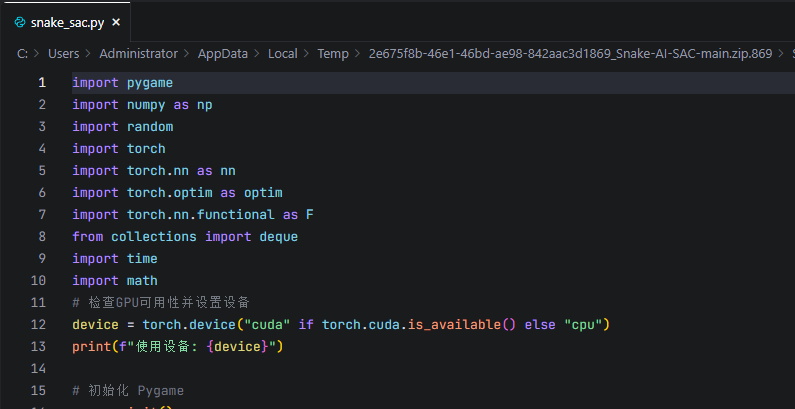 snake_sac.py
C: > Users > Administrator > AppData > Local > Temp > 2e675f8b-46e1-46bd-ae98-842aac3d1869_Snake-AI-SAC-main.zip.869 >
1 import pygame
2 import numpy as np
3 import random
4 import torch
5 import torch.nn as nn
6 import torch.optim as optim
7 import torch.nn.functional as F
8 from collections import deque
9 import time
10 import math
11 # 检查GPU可用性并设置设备
12 device = torch.device("cuda" if torch.cuda.is_available() else "cpu")
13 print(f"使用设备: {device}")
14
15 # 初始化 Pygame